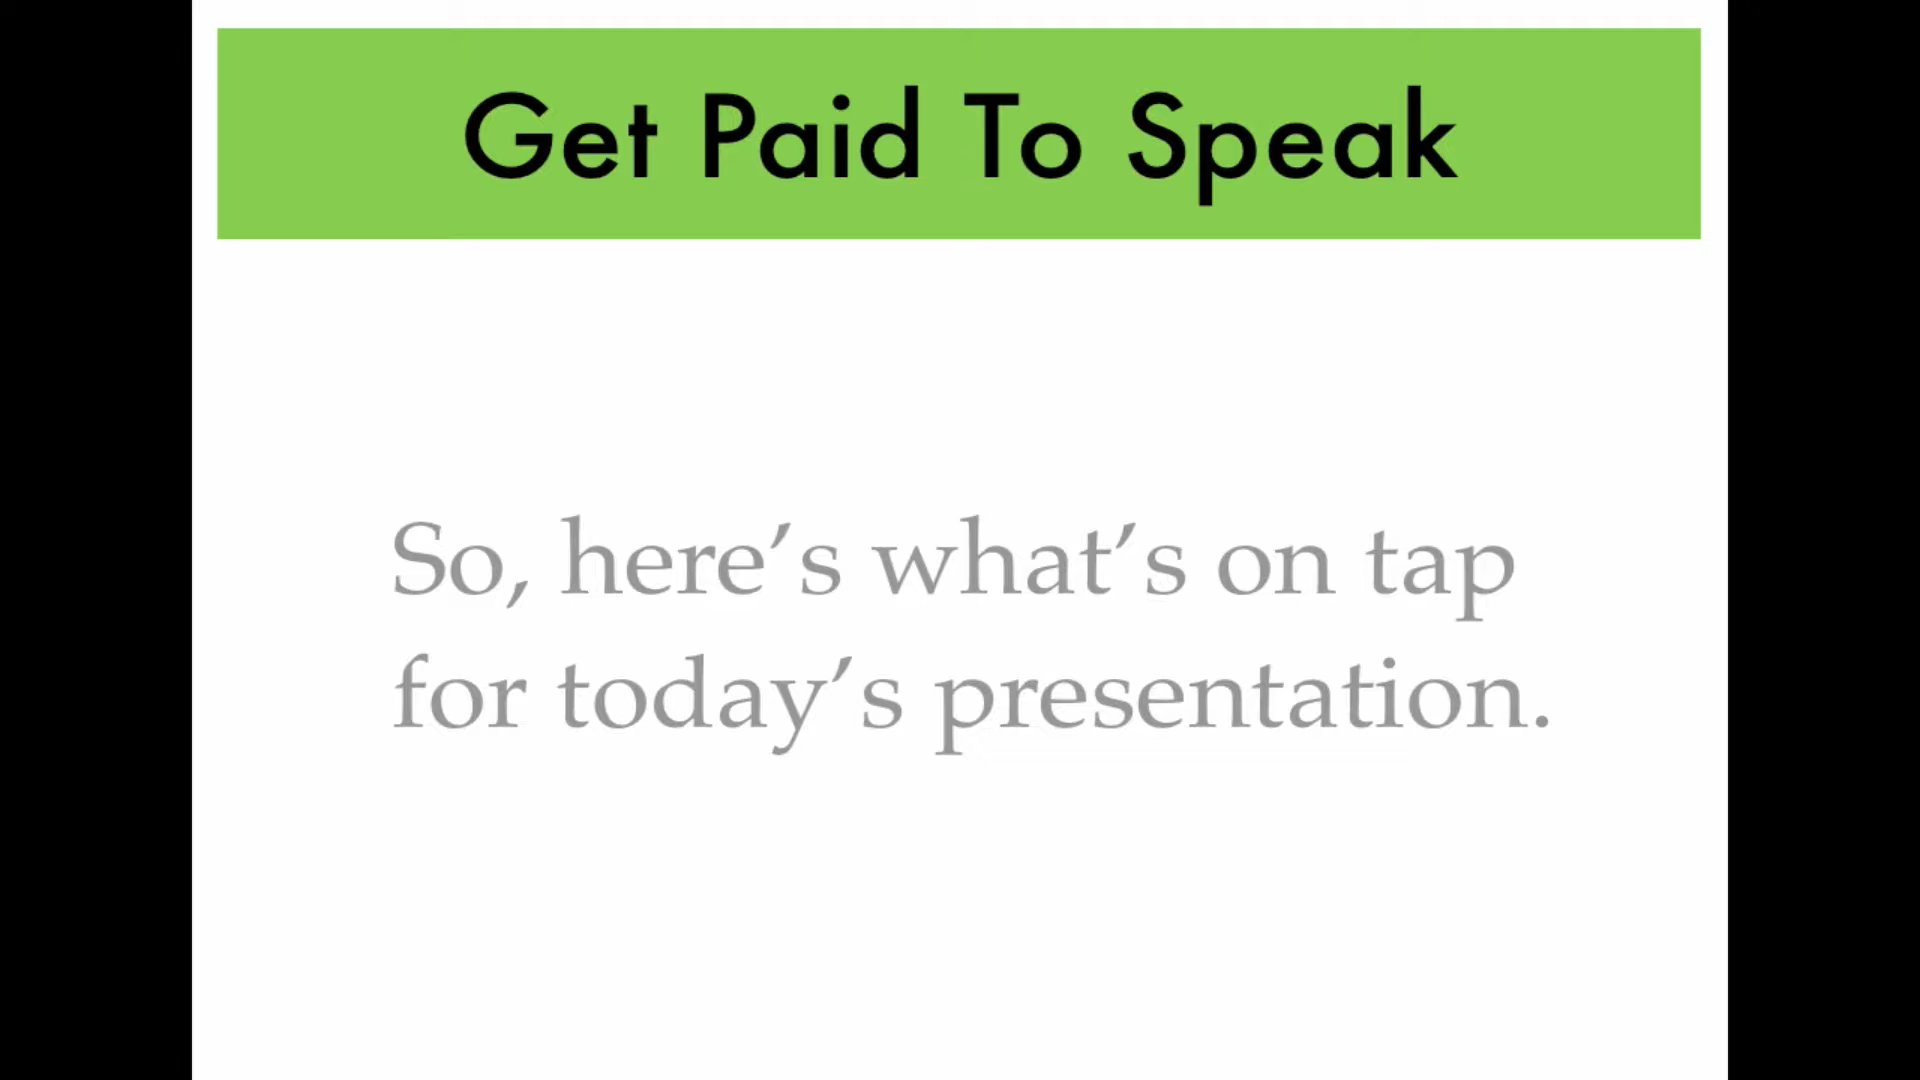 Get Paid To Speak
So, here’s what’s on tap
for today’s presentation.